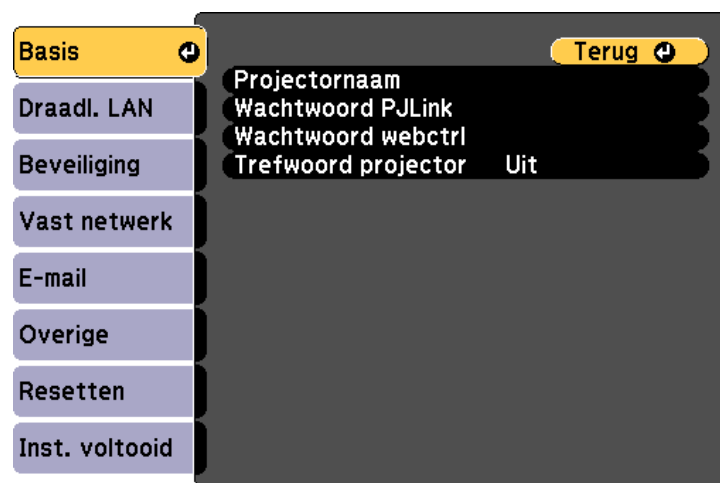 Basis
Draadl. LAN
Beveiliging
Vast netwerk
E-mail
Overige
Resetten
Inst. voltooid
Terug
Projectornaam
Wachtwoord PJLink
Wachtwoord webctrl
Trefwoord projector Uit